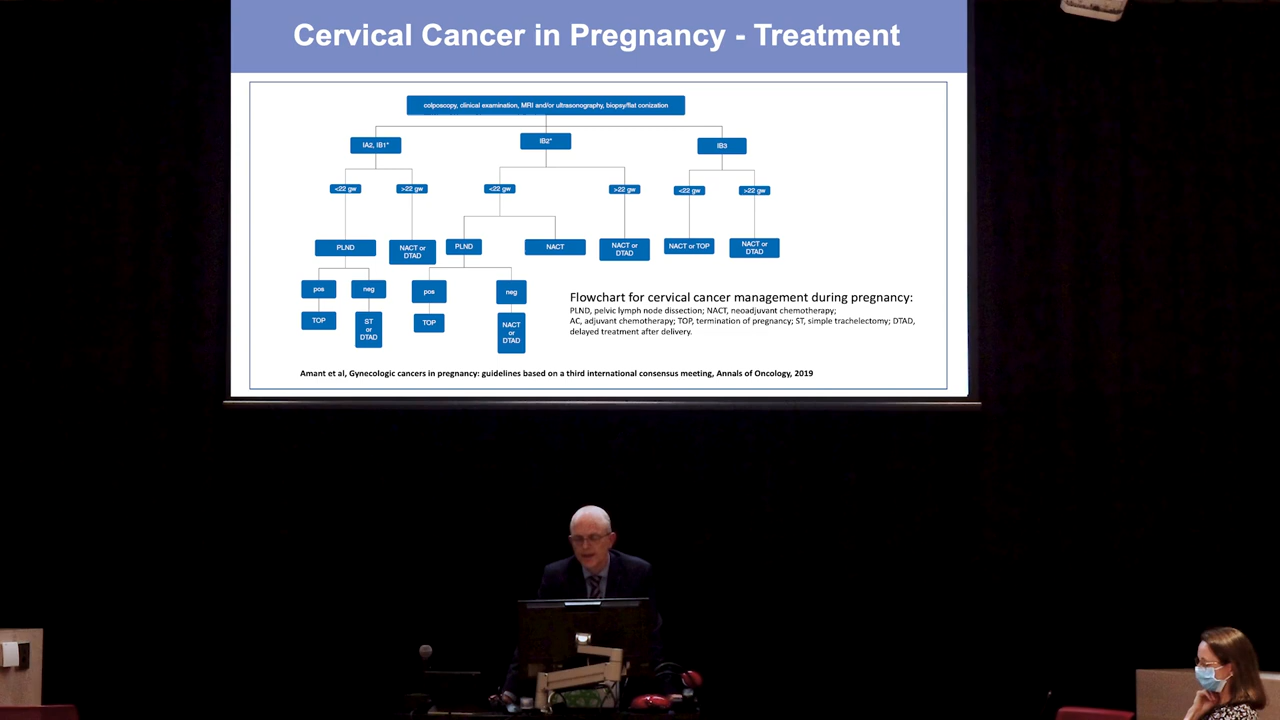 Cervical Cancer in Pregnancy - Treatment
colposcopy, clinical examination, MRI and/or ultrasonography, biopsy/flat conization
IA2, IB1*
IB2*
IB3
<22 gw
>22 gw
<22 gw
>22 gw
<22 gw
>22 gw
PLND
NACT or
DTAD
PLND
NACT
NACT or
DTAD
NACT or TOP
NACT or
DTAD
pos
neg
pos
neg
TOP
ST
or
DTAD
TOP
NACT
or
DTAD
Flowchart for cervical cancer management during pregnancy:
PLND, pelvic lymph node dissection; NACT, neoadjuvant chemotherapy;
AC, adjuvant chemotherapy; TOP, termination of pregnancy; ST, simple trachelectomy; DTAD,
delayed treatment after delivery.
Amant et al, Gynecologic cancers in pregnancy: guidelines based on a third international consensus meeting, Annals of Oncology, 2019